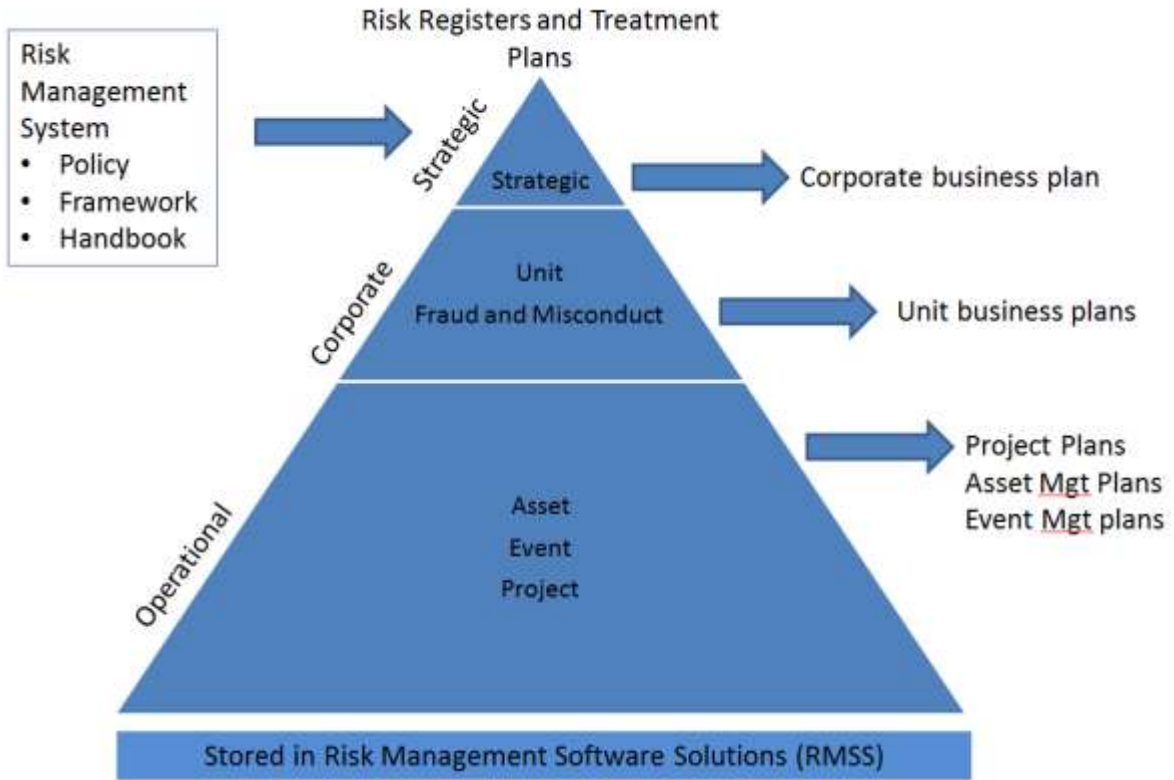 Risk Registers and Treatment
Plans
Risk
Management
System
• Policy
• Framework
• Handbook
Strategic
Strategic
Corporate business plan
Corporate
Unit
Fraud and Misconduct
Unit business plans
Operational
Asset
Event
Project
Project Plans
Asset Mgt Plans
Event Mgt plans
Stored in Risk Management Software Solutions (RMSS)